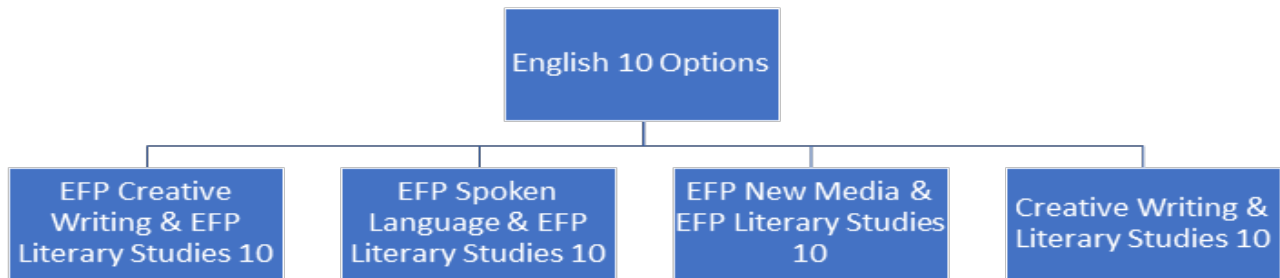 English 10 Options
EFP Creative
Writing & EFP
Literary Studies 10
EFP Spoken
Language & EFP
Literary Studies 10
EFP New Media &
EFP Literary Studies
10
Creative Writing &
Literary Studies 10